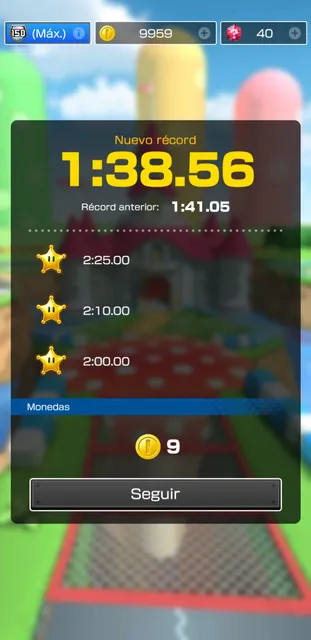 150 (Máx.) i 9959 + 40 +
Nuevo récord
1:38.56
Récord anterior: 1:41.05
2:25.00
2:10.00
2:00.00
Monedas
9
Seguir